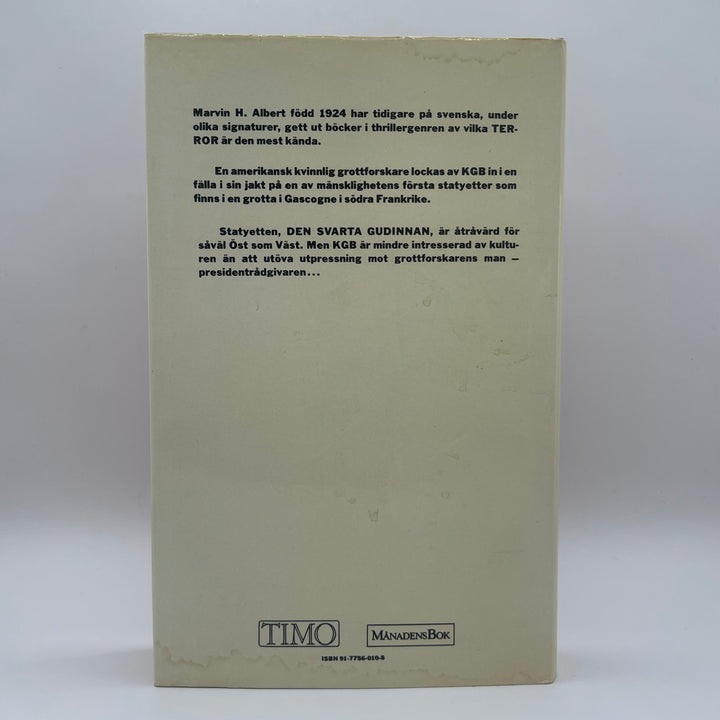 Marvin H. Albert född 1924 har tidigare på svenska, under
olika signaturer, gett ut böcker i thrillergenren av vilka TER-
ROR är den mest kända.
En amerikansk kvinnlig grottforskare lockas av KGB in i en
fälla i sin jakt på en av mänsklighetens första statyetter som
finns i en grotta i Gascogne i södra Frankrike.
Statyetten, DEN SVARTA GUDINNAN, är åtråvärd för
såväl Öst som Väst. Men KGB är mindre intresserad av kultu-
ren än att utöva utpressning mot grottforskarens man –
presidentrådgivaren...
TIMO
MÅNADENSBOK
ISBN 91-7756-010-8